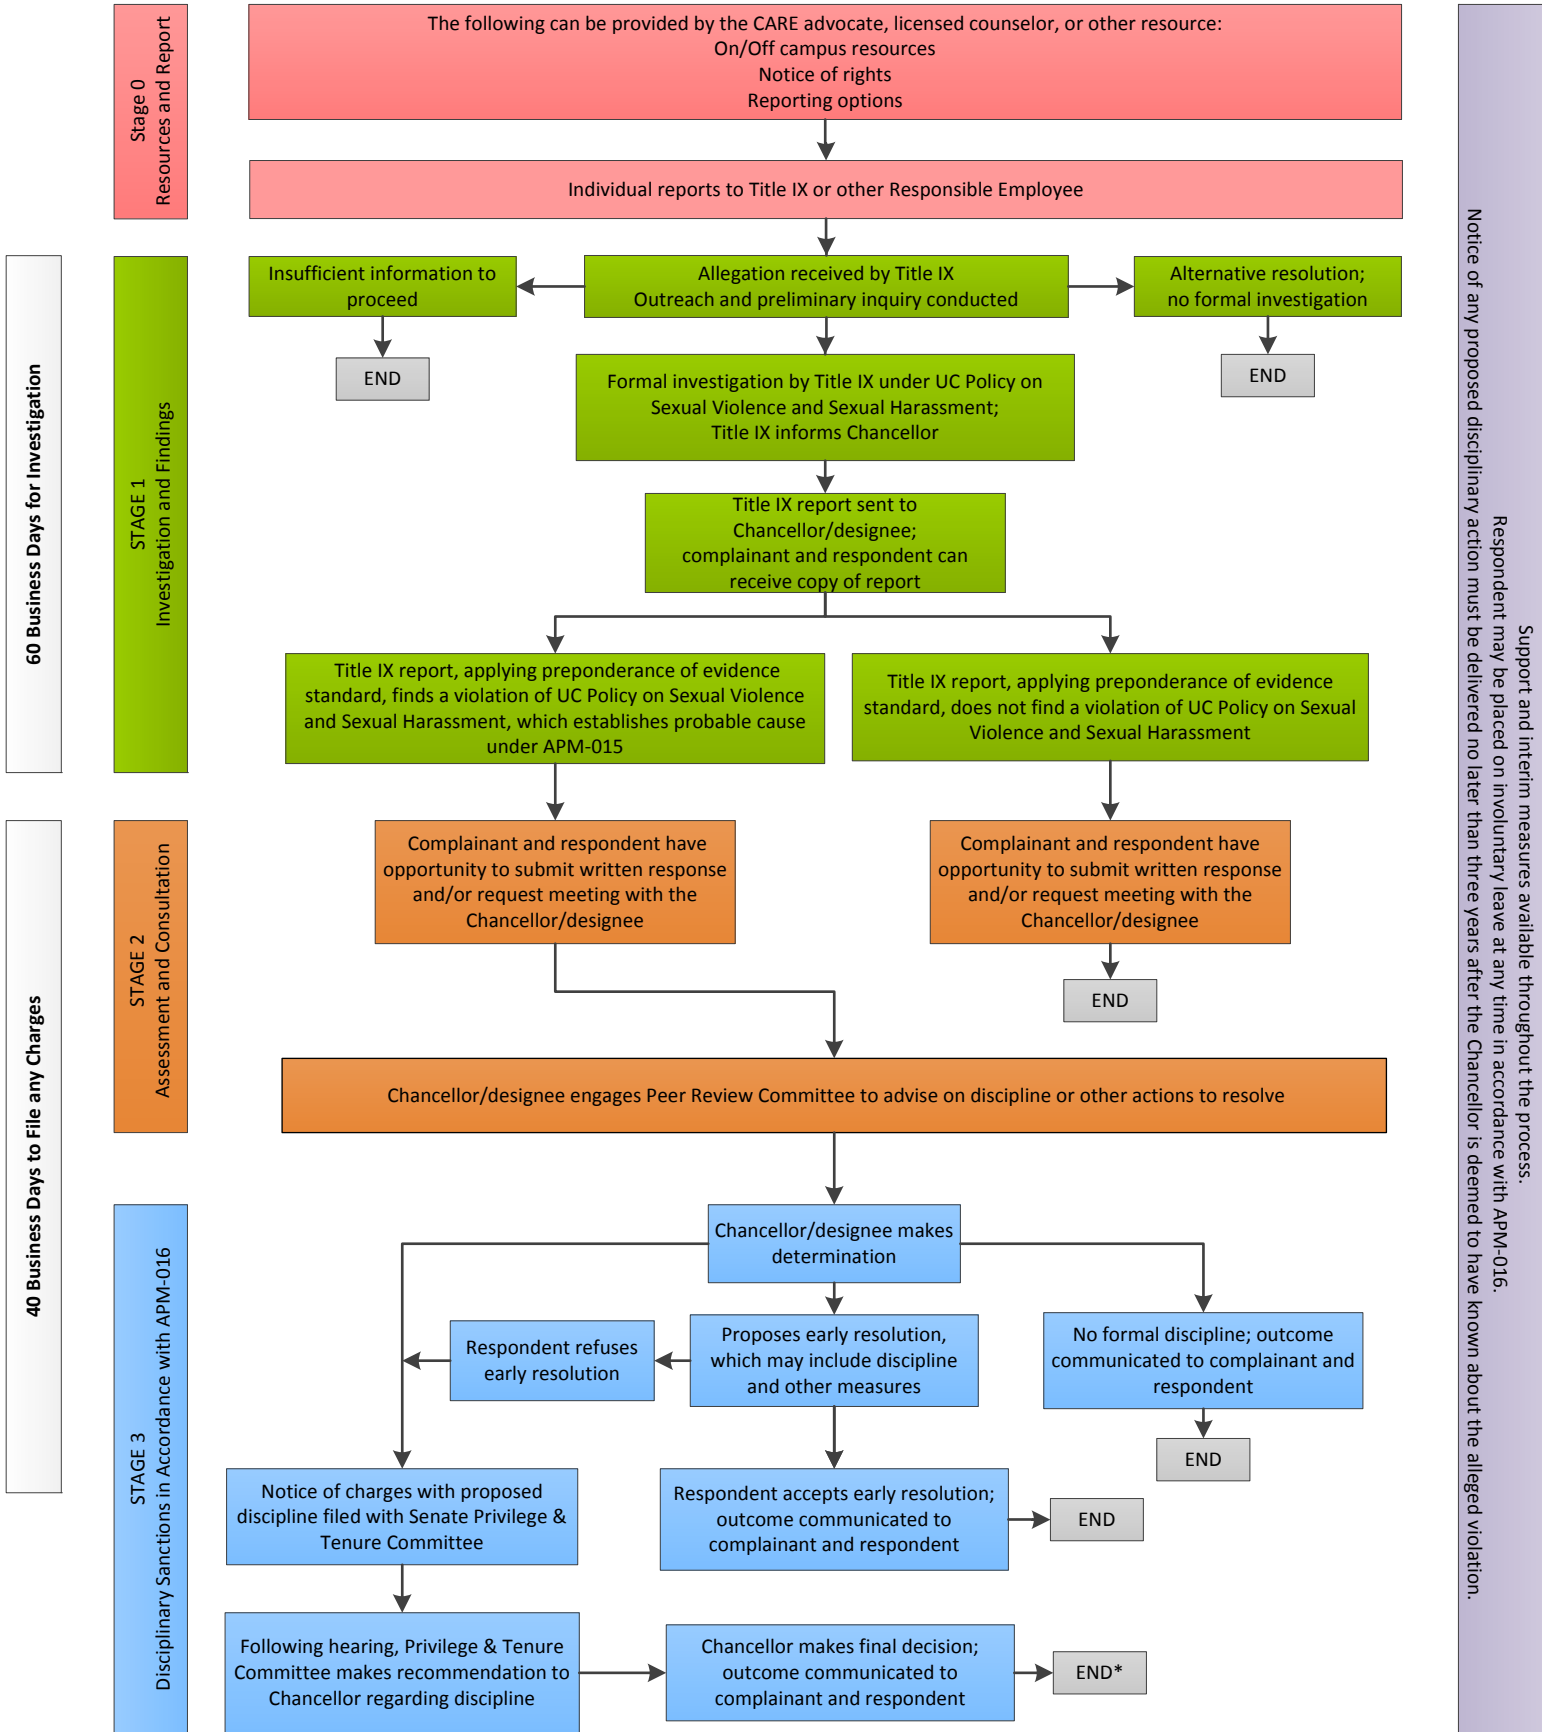 Stage 0
Resources and Report
The following can be provided by the CARE advocate, licensed counselor, or other resource:
On/Off campus resources
Notice of rights
Reporting options
Individual reports to Title IX or other Responsible Employee
60 Business Days for Investigation
STAGE 1
Investigation and Findings
Insufficient information to
proceed
END
Allegation received by Title IX
Outreach and preliminary inquiry conducted
Alternative resolution;
no formal investigation
END
Formal investigation by Title IX under UC Policy on
Sexual Violence and Sexual Harassment;
Title IX informs Chancellor
Title IX report sent to
Chancellor/designee;
complainant and respondent can
receive copy of report
Title IX report, applying preponderance of evidence
standard, finds a violation of UC Policy on Sexual Violence
and Sexual Harassment, which establishes probable cause
under APM-015
Title IX report, applying preponderance of evidence
standard, does not find a violation of UC Policy on Sexual
Violence and Sexual Harassment
40 Business Days to File any Charges
STAGE 2
Assessment and Consultation
Complainant and respondent have
opportunity to submit written response
and/or request meeting with the
Chancellor/designee
Complainant and respondent have
opportunity to submit written response
and/or request meeting with the
Chancellor/designee
END
Chancellor/designee engages Peer Review Committee to advise on discipline or other actions to resolve
STAGE 3
Disciplinary Sanctions in Accordance with APM-016
Chancellor/designee makes
determination
Respondent refuses
early resolution
Proposes early resolution,
which may include discipline
and other measures
No formal discipline; outcome
communicated to complainant and
respondent
END
Notice of charges with proposed
discipline filed with Senate Privilege &
Tenure Committee
Respondent accepts early resolution;
outcome communicated to
complainant and respondent
END
Following hearing, Privilege & Tenure
Committee makes recommendation to
Chancellor regarding discipline
Chancellor makes final decision;
outcome communicated to
complainant and respondent
END*
Support and interim measures available throughout the process.
Respondent may be placed on involuntary leave at any time in accordance with APM-016.
Notice of any proposed disciplinary action must be delivered no later than three years after the Chancellor is deemed to have known about the alleged violation.